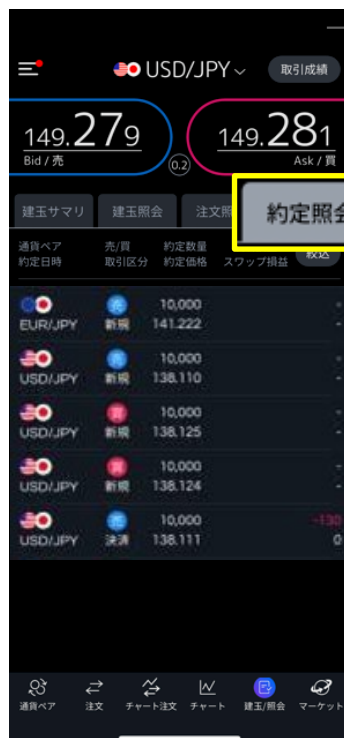 USD/JPY
取引成績
149.279
149.281
Bid / 売
0.2
Ask / 買
建玉サマリ
建玉照会
注文照
約定照会
通貨ペア 売/買 約定数量
約定日時 取引区分 約定価格 スワップ損益
絞込
売 10,000 -
EUR/JPY 新規 141.222 -
売 10,000 -
USD/JPY 新規 138.110 -
買 10,000 -
USD/JPY 新規 138.125 -
買 10,000 -
USD/JPY 新規 138.124 -
売 10,000 -130
USD/JPY 決済 138.111 0
通貨ペア
注文
チャート注文
チャート
建玉/照会
マーケット